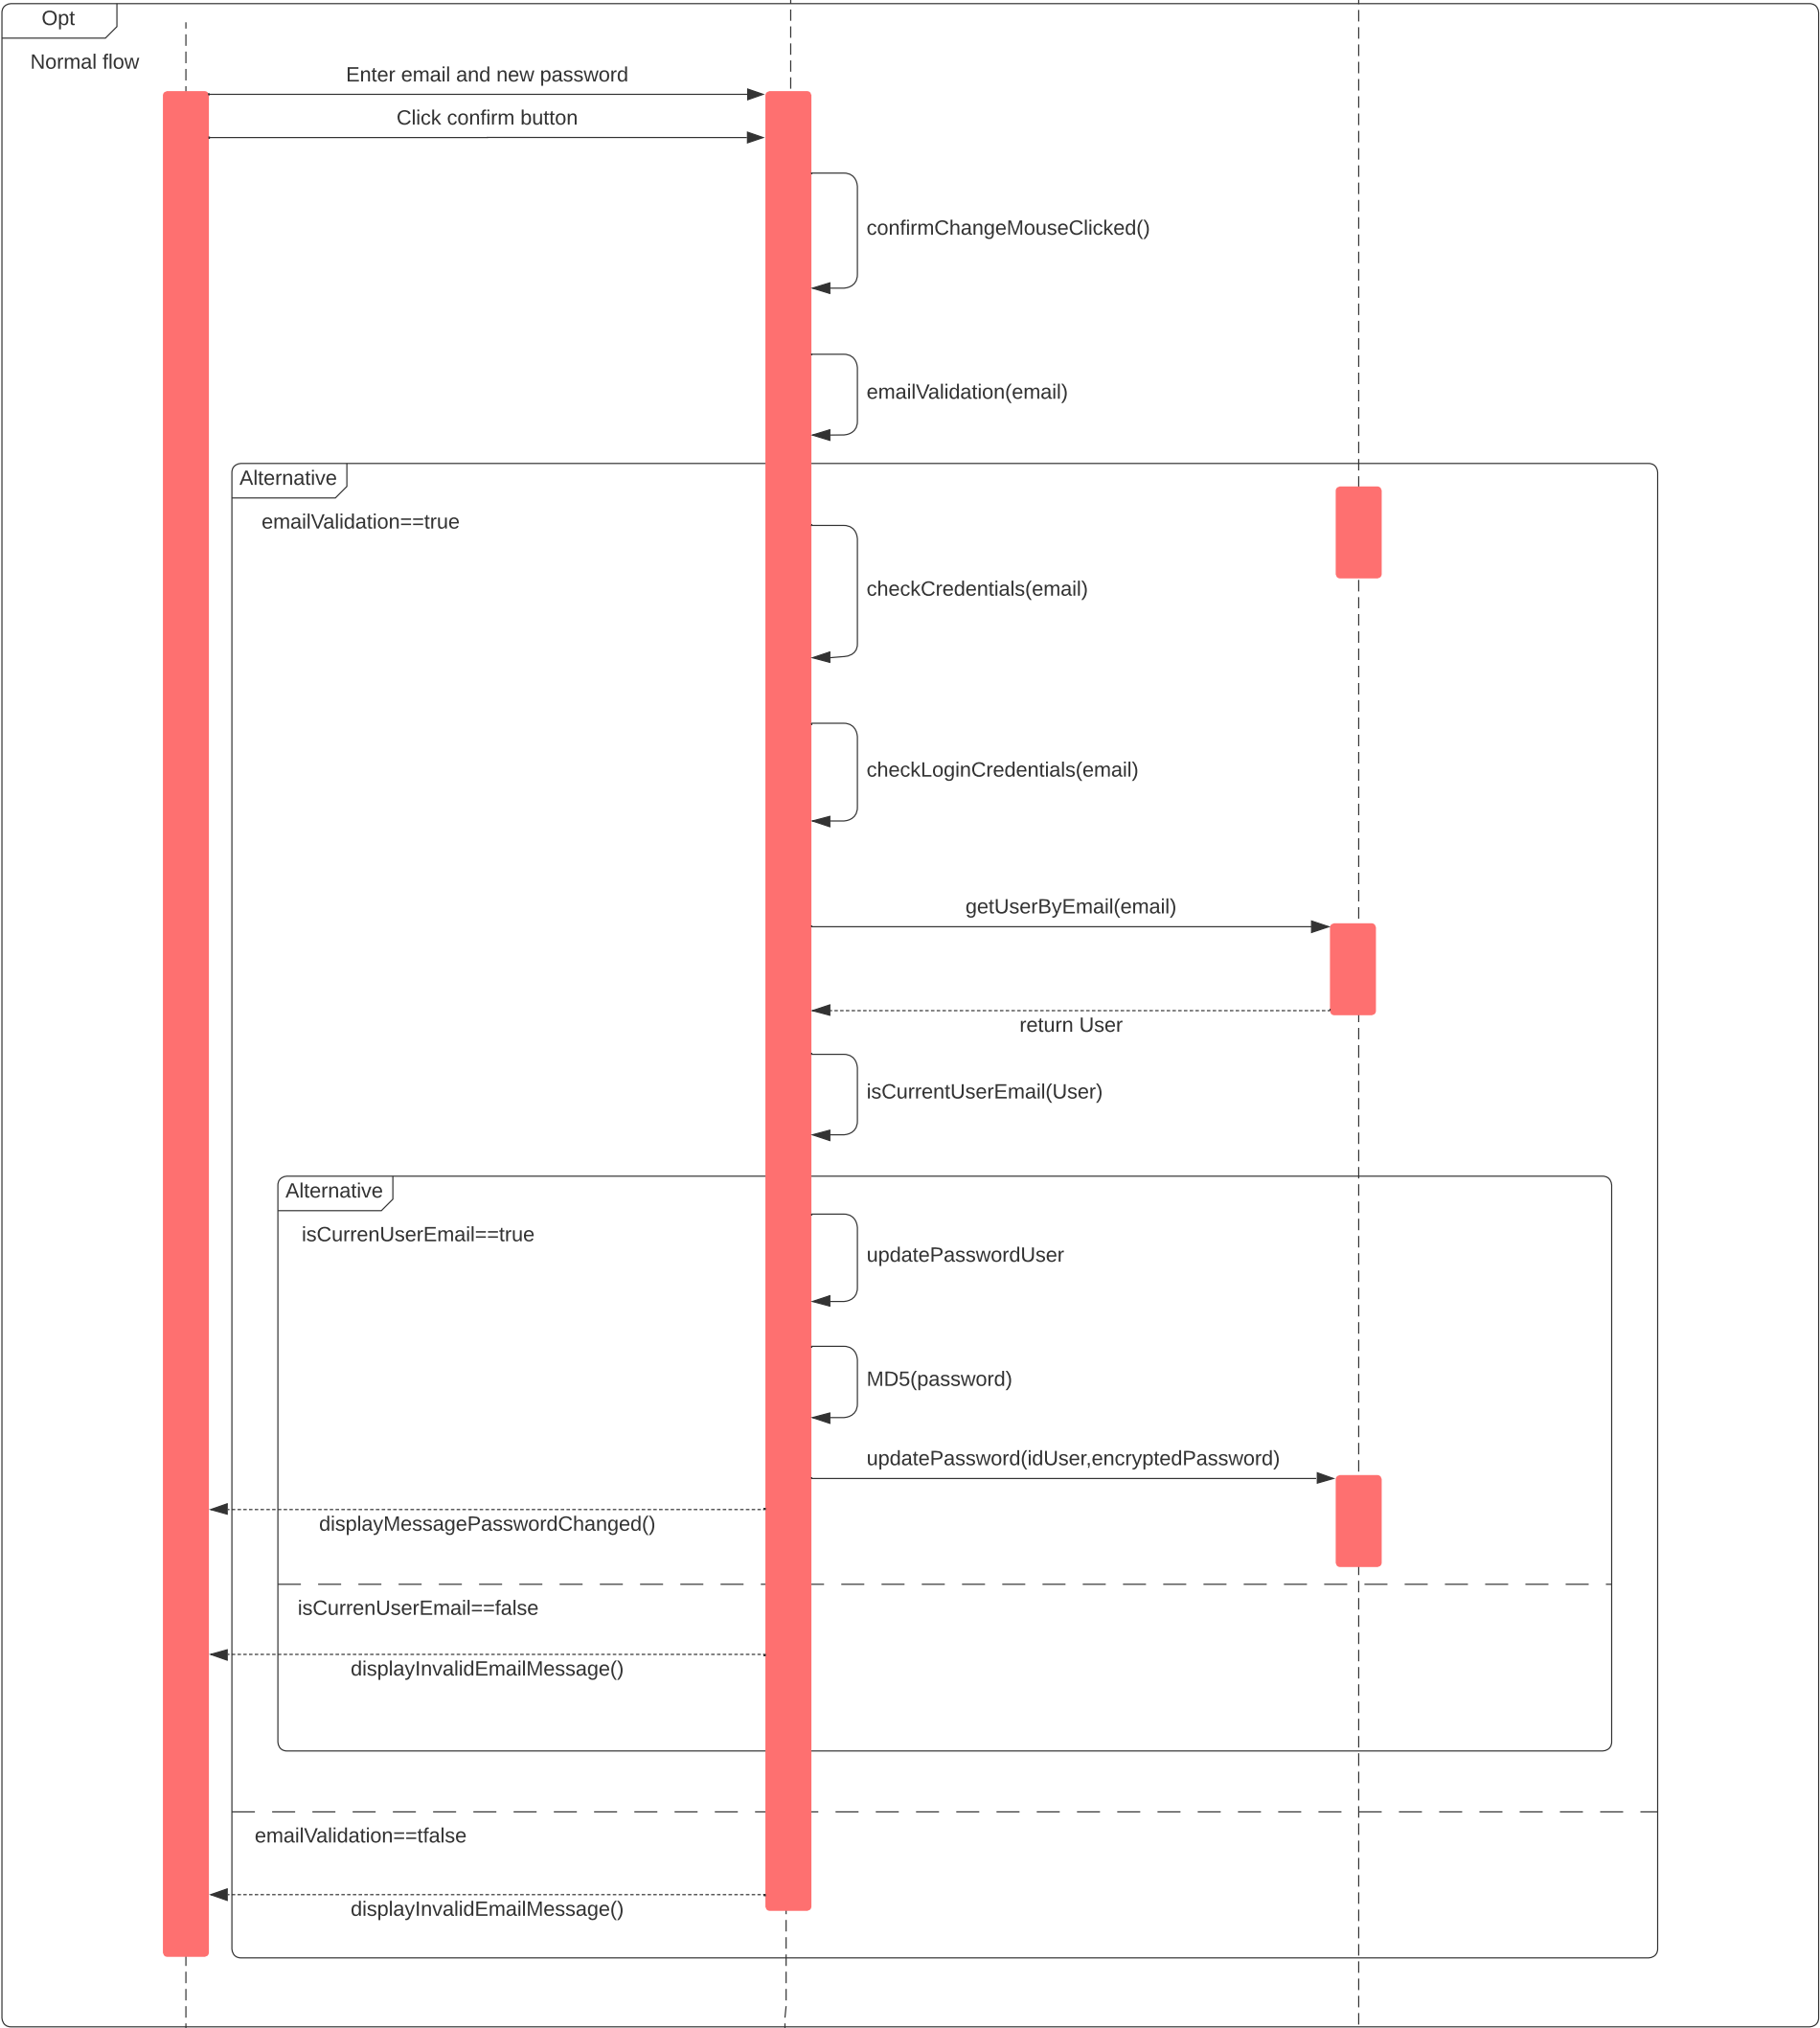 Opt
Normal flow
Enter email and new password
Click confirm button
confirmChangeMouseClicked()
emailValidation(email)
Alternative
emailValidation==true
checkCredentials(email)
checkLoginCredentials(email)
getUserByEmail(email)
return User
isCurrentUserEmail(User)
Alternative
isCurrenUserEmail==true
updatePasswordUser
MD5(password)
updatePassword(idUser,encryptedPassword)
displayMessagePasswordChanged()
isCurrenUserEmail==false
displayInvalidEmailMessage()
emailValidation==tfalse
displayInvalidEmailMessage()